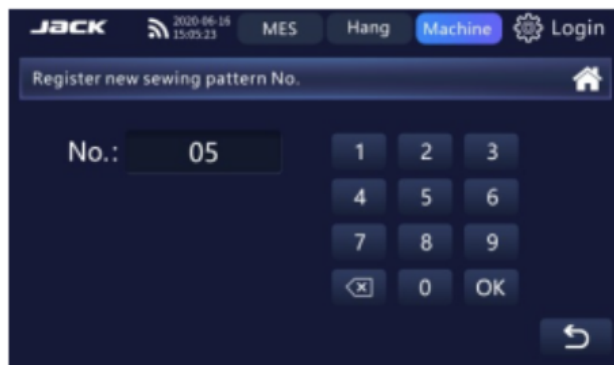 JACK 2020-06-16 MES Hang Machine Login
15:05:23
Register new sewing pattern No.
No.: 05
1 2 3
4 5 6
7 8 9
0 OK